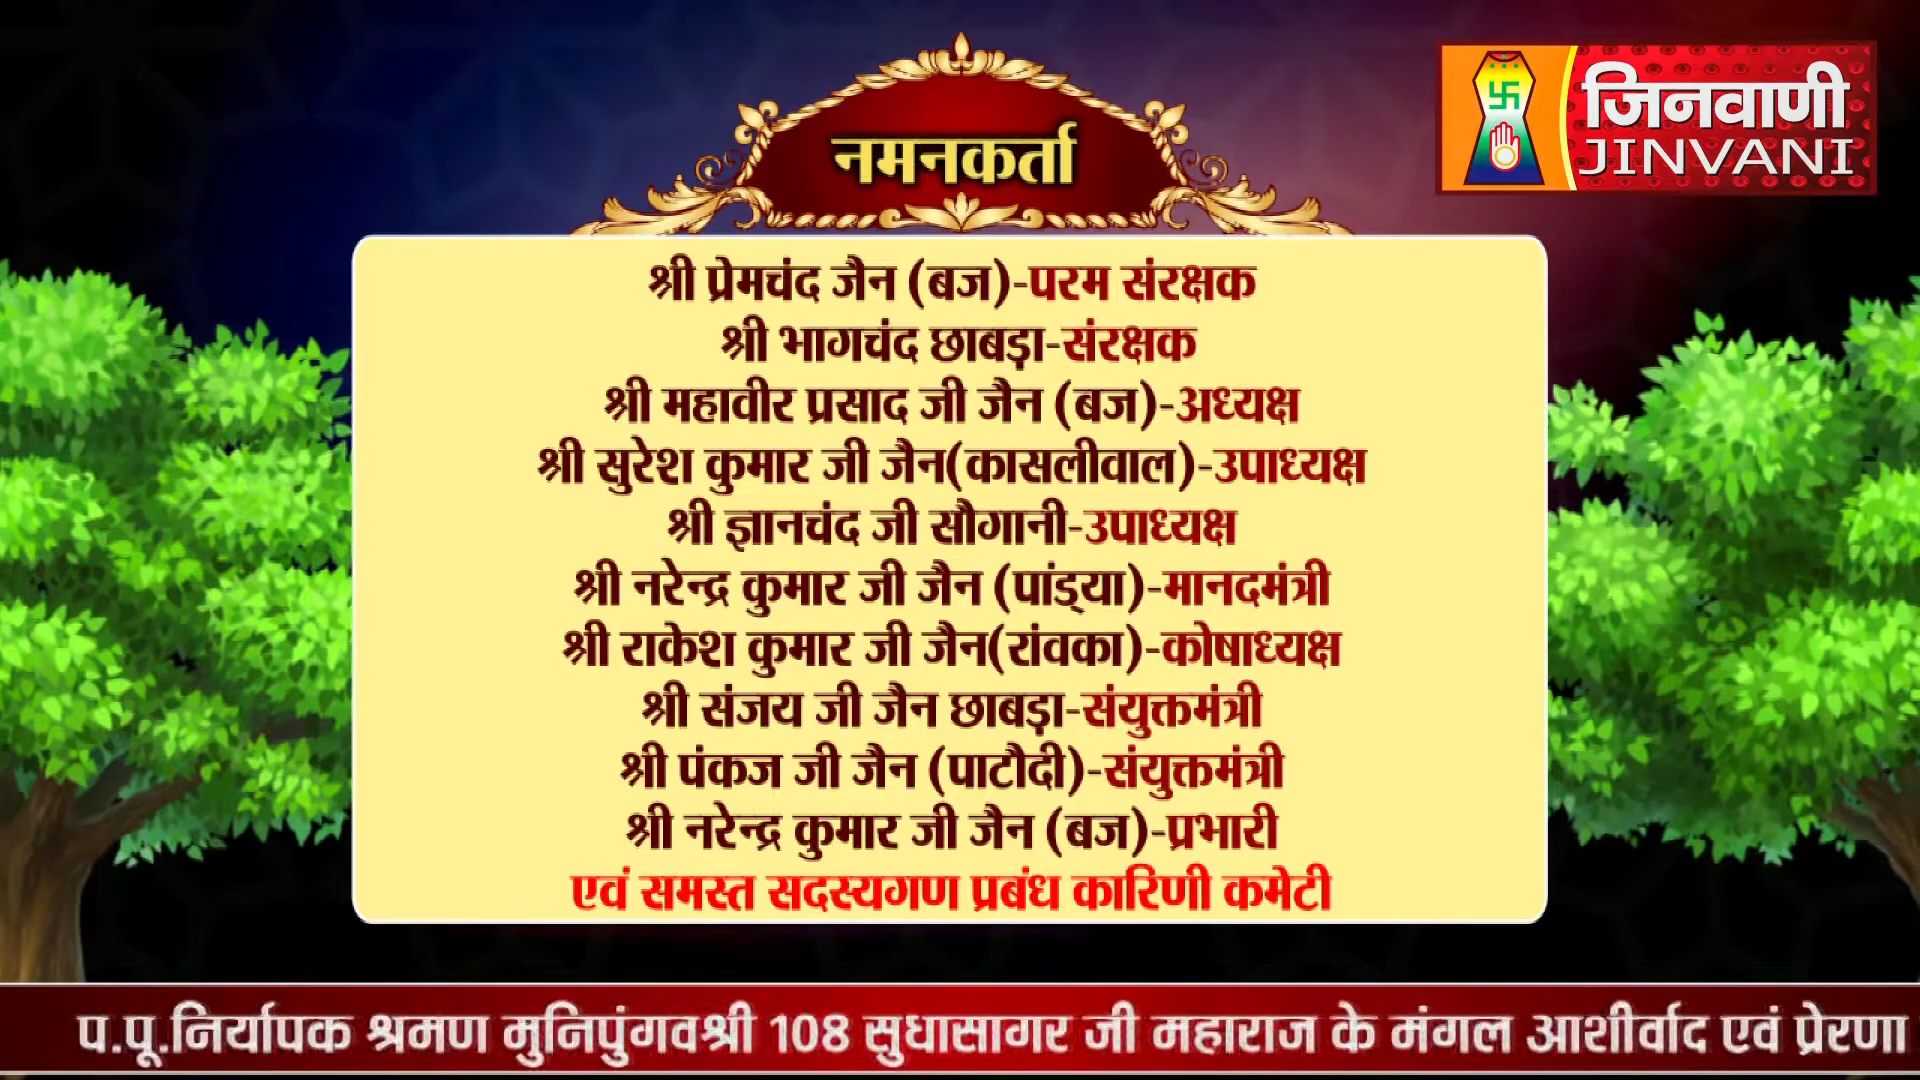 जिनवाणी
JINVANI
नमनकर्ता
श्री प्रेमचंद जैन (बज)-परम संरक्षक
श्री भागचंद छाबड़ा-संरक्षक
श्री महावीर प्रसाद जी जैन (बज)-अध्यक्ष
श्री सुरेश कुमार जी जैन(कासलीवाल)-उपाध्यक्ष
श्री ज्ञानचंद जी सौगानी-उपाध्यक्ष
श्री नरेन्द्र कुमार जी जैन (पांड्या)-मानदमंत्री
श्री राकेश कुमार जी जैन(रांवका)-कोषाध्यक्ष
श्री संजय जी जैन छाबड़ा-संयुक्तमंत्री
श्री पंकज जी जैन (पाटौदी)-संयुक्तमंत्री
श्री नरेन्द्र कुमार जी जैन (बज)-प्रभारी
एवं समस्त सदस्यगण प्रबंध कारिणी कमेटी
प.पू.निर्यापक श्रमण मुनिपुंगवश्री 108 सुधासागर जी महाराज के मंगल आशीर्वाद एवं प्रेरणा